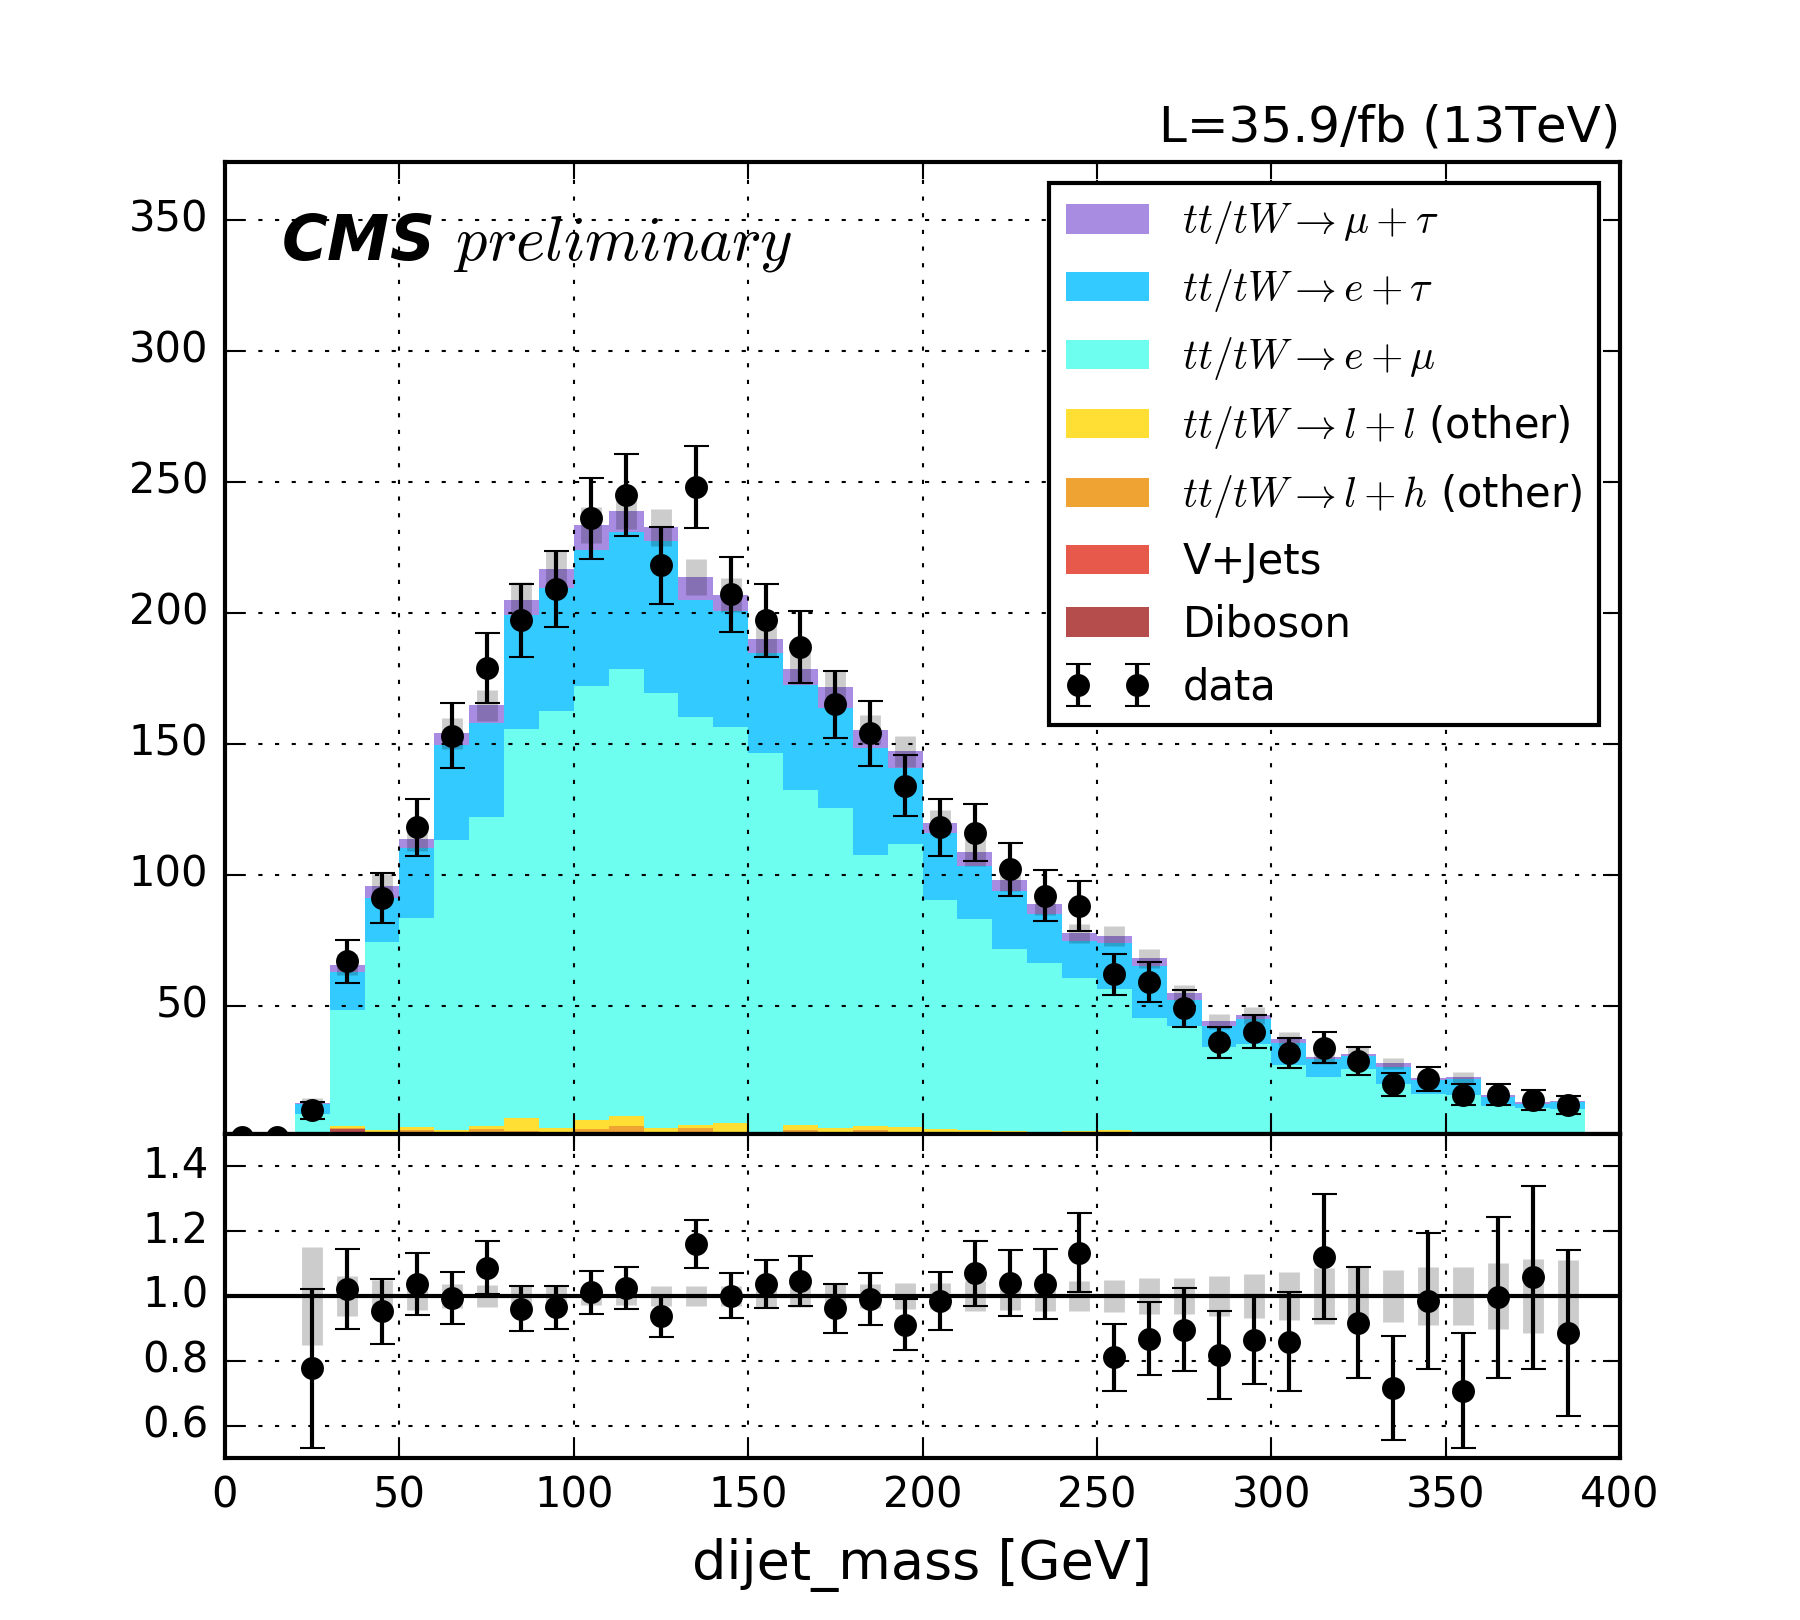 L=35.9/fb (13TeV)
CMS preliminary
350
300
250
200
150
100
50
tt/tW → μ + τ
tt/tW → e + τ
tt/tW → e + μ
tt/tW → l + l (other)
tt/tW → l + h (other)
V+Jets
Diboson
data
1.4
1.2
1.0
0.8
0.6
0 50 100 150 200 250 300 350 400
dijet_mass [GeV]